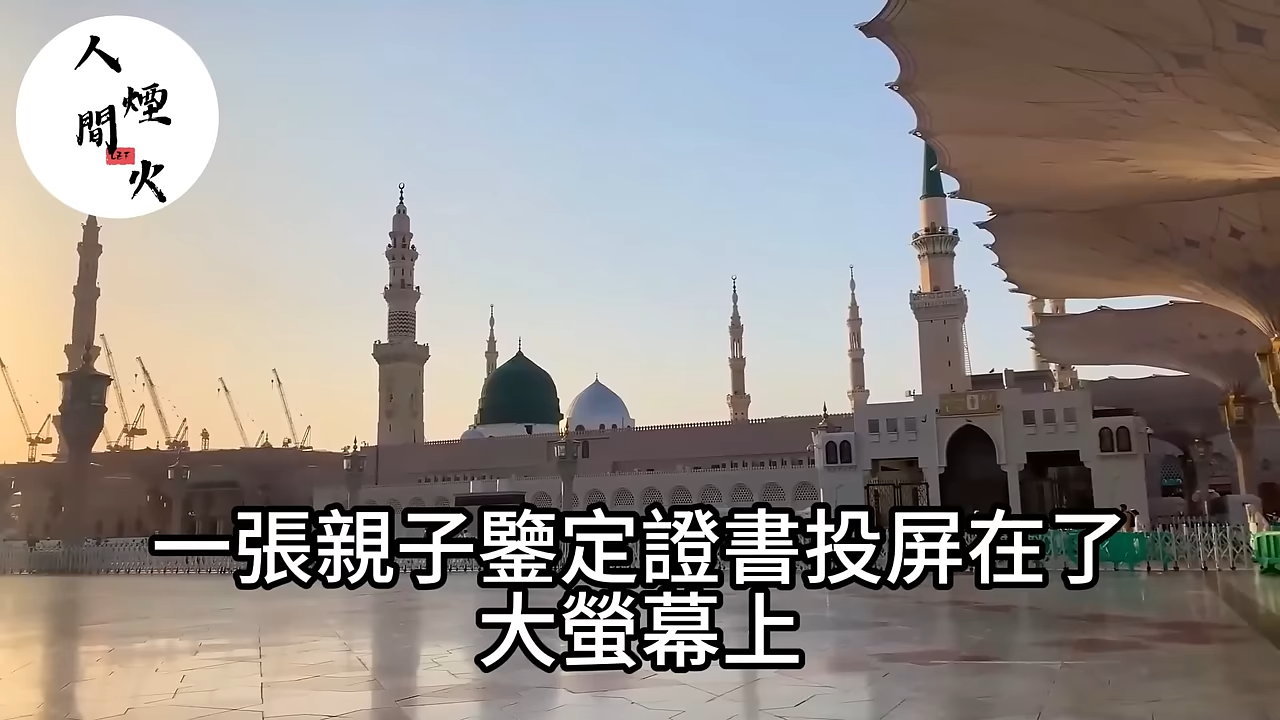 人間煙火
一張親子鑒定證書投屏在了
大螢幕上